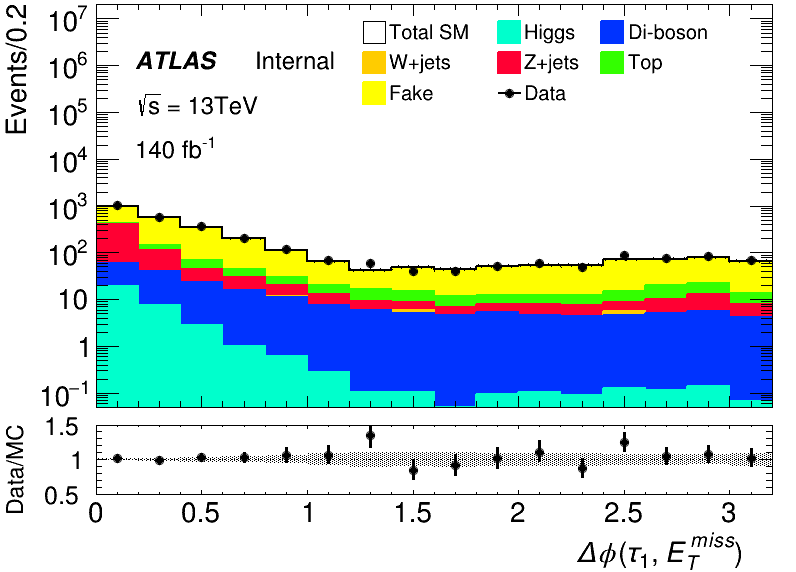 Events/0.2
10^7
10^6
10^5
10^4
10^3
10^2
10
1
10^−1
ATLAS Internal
√s = 13TeV
140 fb^-1
Total SM Higgs Di-boson
W+jets Z+jets Top
Fake Data
Data/MC
1.5
1
0.5
0 0.5 1 1.5 2 2.5 3
Δϕ(τ_1, E_T^miss)